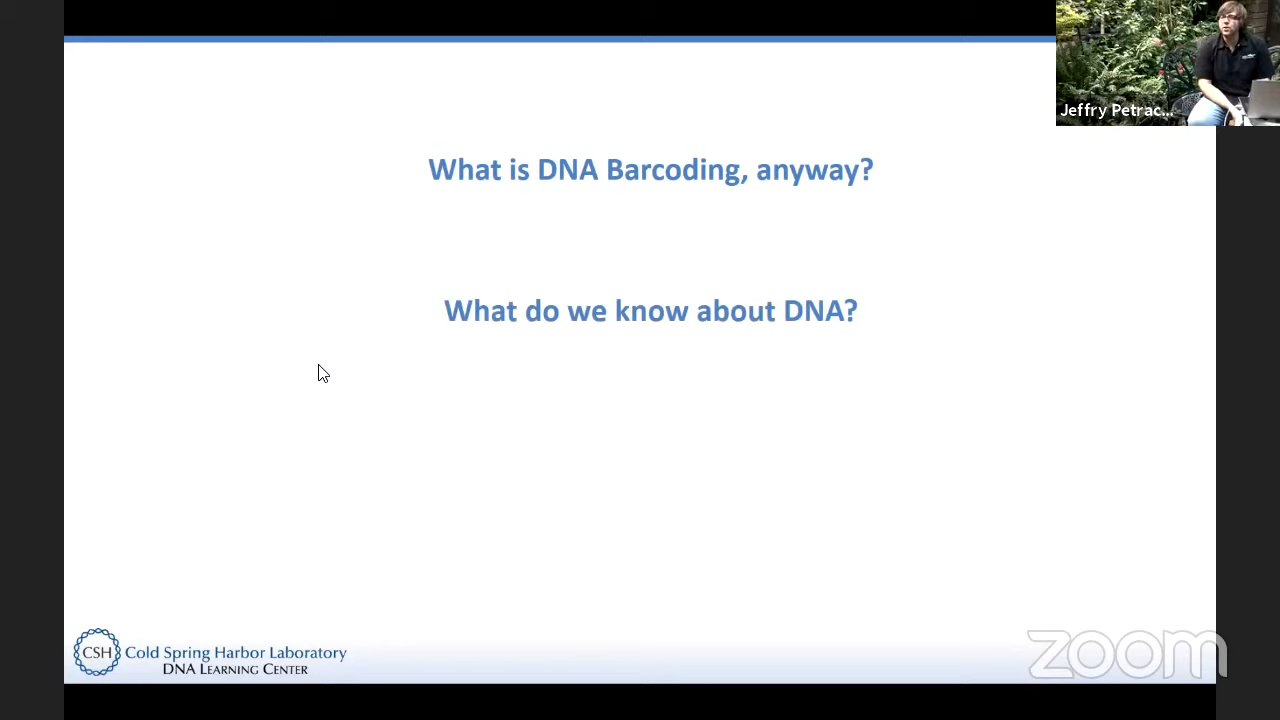 Jeffry Petrac...
What is DNA Barcoding, anyway?
What do we know about DNA?
CSH Cold Spring Harbor Laboratory
DNA LEARNING CENTER
zoom